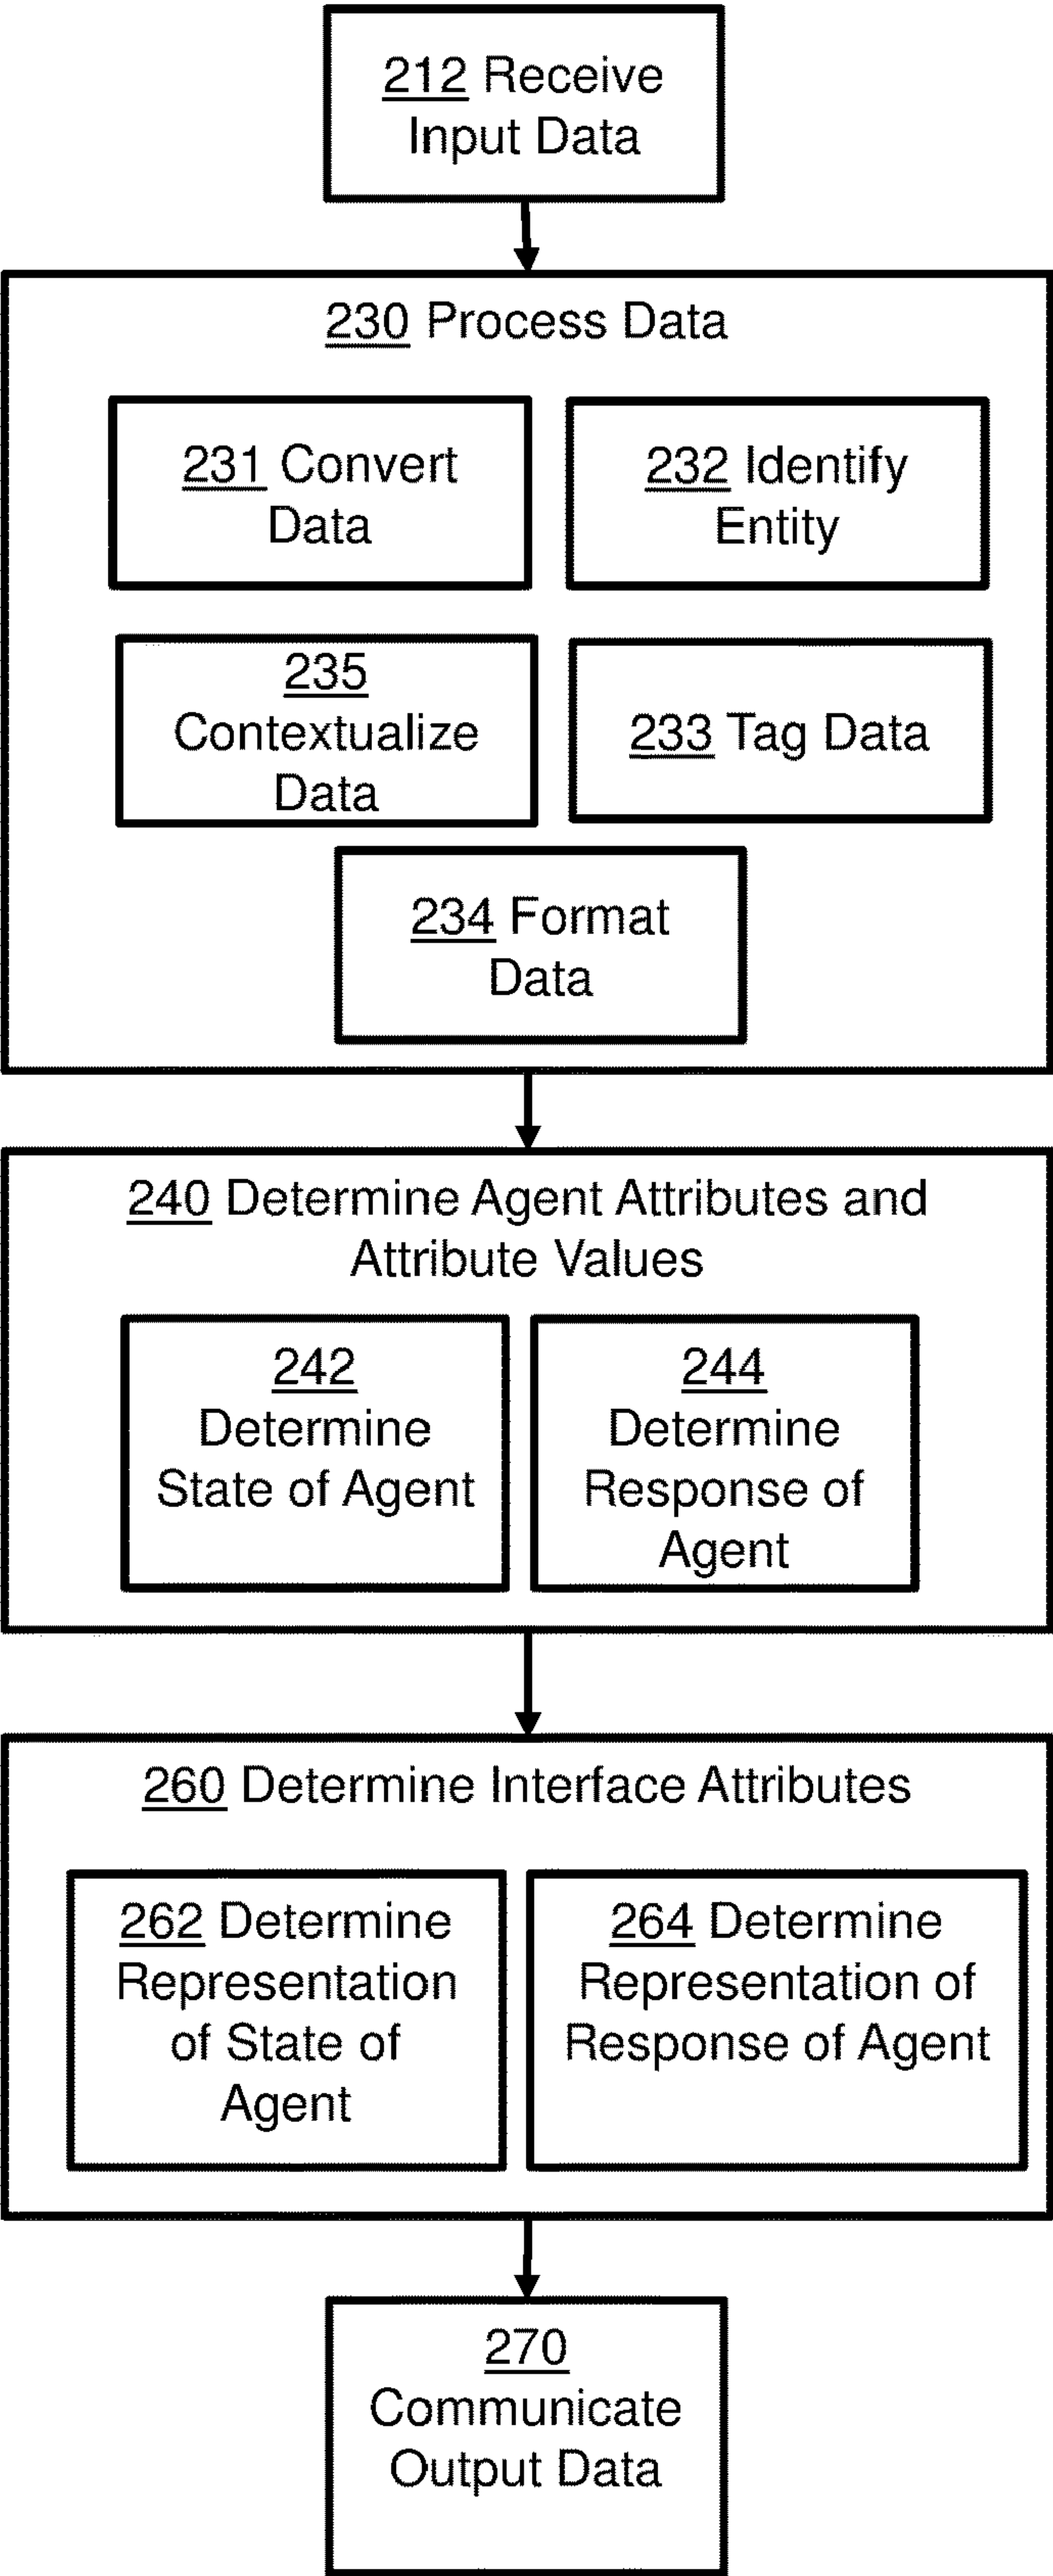 212 Receive
Input Data
230 Process Data
231 Convert
Data
232 Identify
Entity
235
Contextualize
Data
233 Tag Data
234 Format
Data
240 Determine Agent Attributes and
Attribute Values
242
Determine
State of Agent
244
Determine
Response of
Agent
260 Determine Interface Attributes
262 Determine
Representation
of State of
Agent
264 Determine
Representation of
Response of Agent
270
Communicate
Output Data